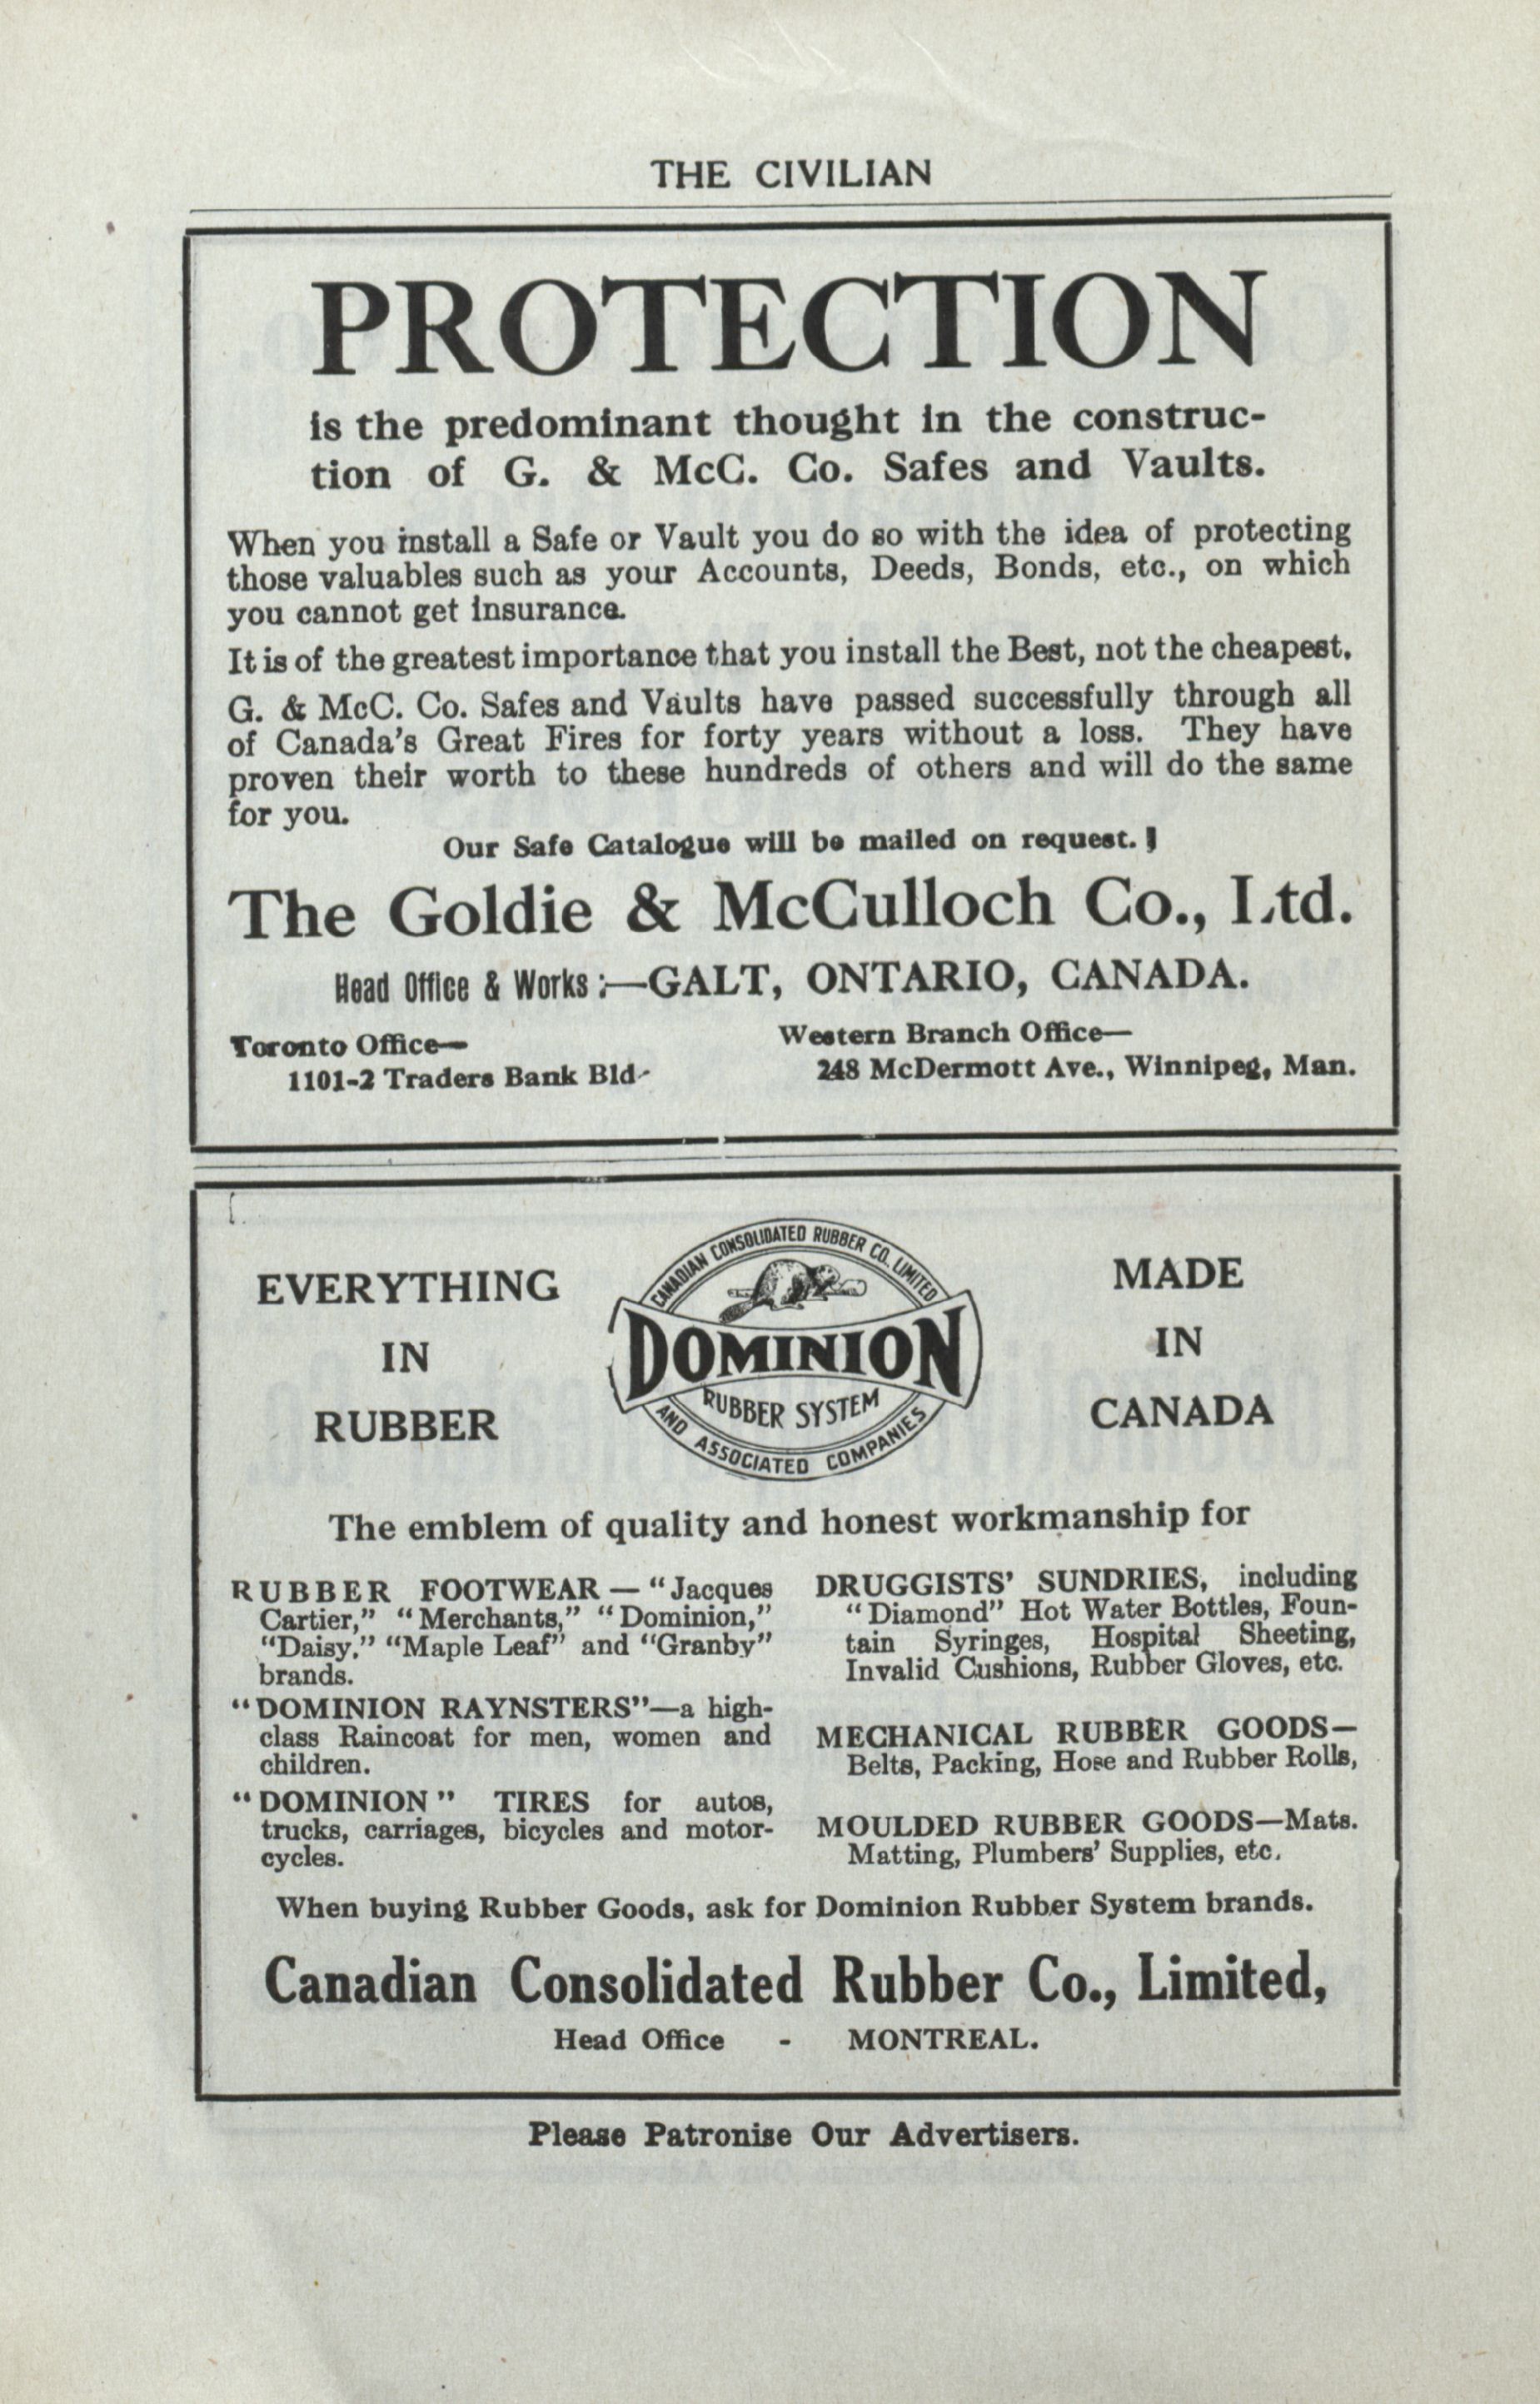 THE CIVILIAN
PROTECTION
is the predominant thought in the construc-
tion of G. & McC. Co. Safes and Vaults.
When you install a Safe or Vault you do so with the idea of protecting
those valuables such as your Accounts, Deeds, Bonds, etc., on which
you cannot get insurance.
It is of the greatest importance that you install the Best, not the cheapest.
G. & McC. Co. Safes and Vaults have passed successfully through all
of Canada's Great Fires for forty years without a loss. They have
proven their worth to these hundreds of others and will do the same
for you.
Our Safe Catalogue will be mailed on request.
The Goldie & McCulloch Co., Ltd.
Head Office & Works:—GALT, ONTARIO, CANADA.
Toronto Office—
1101-2 Traders Bank Bld-
Western Branch Office—
248 McDermott Ave., Winnipeg, Man.
EVERYTHING
IN
RUBBER
CANADIAN CONSOLIDATED RUBBER CO. LIMITED
DOMINION
RUBBER SYSTEM
AND ASSOCIATED COMPANIES
MADE
IN
CANADA
The emblem of quality and honest workmanship for
RUBBER FOOTWEAR — "Jacques
Cartier," "Merchants," "Dominion,"
"Daisy," "Maple Leaf" and "Granby"
brands.
"DOMINION RAYNSTERS"—a high-
class Raincoat for men, women and
children.
"DOMINION" TIRES for autos,
trucks, carriages, bicycles and motor-
cycles.
DRUGGISTS' SUNDRIES, including
"Diamond" Hot Water Bottles, Foun-
tain Syringes, Hospital Sheeting,
Invalid Cushions, Rubber Gloves, etc.
MECHANICAL RUBBER GOODS—
Belts, Packing, Hose and Rubber Rolls,
MOULDED RUBBER GOODS—Mats.
Matting, Plumbers' Supplies, etc.
When buying Rubber Goods, ask for Dominion Rubber System brands.
Canadian Consolidated Rubber Co., Limited,
Head Office - MONTREAL.
Please Patronise Our Advertisers.